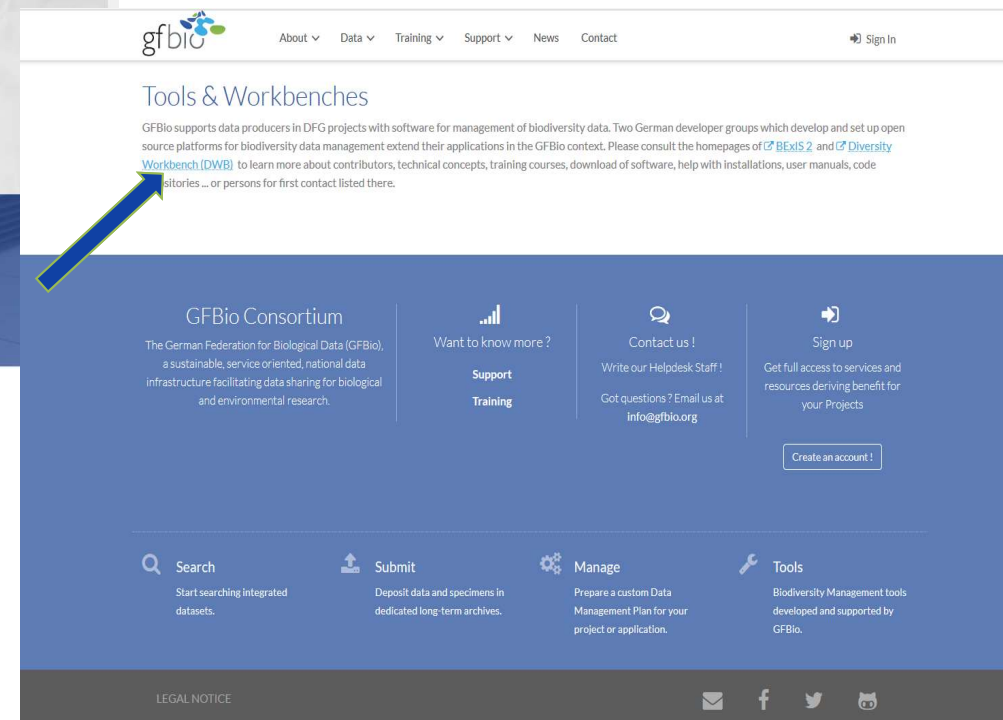 gfbio
About Data Training Support News Contact Sign In
Tools & Workbenches
GFBio supports data producers in DFG projects with software for management of biodiversity data. Two German developer groups which develop and set up open
source platforms for biodiversity data management extend their applications in the GFBio context. Please consult the homepages of BExIS 2 and Diversity
Workbench (DWB) to learn more about contributors, technical concepts, training courses, download of software, help with installations, user manuals, code
... or persons for first contact listed there.
GFBio Consortium
The German Federation for Biological Data (GFBio),
a sustainable, service oriented, national data
infrastructure facilitating data sharing for biological
and environmental research.
Want to know more ?
Support
Training
Contact us !
Write our Helpdesk Staff !
Got questions ? Email us at
info@gfbio.org
Sign up
Get full access to services and
resources deriving benefit for
your Projects
Create an account !
Search
Start searching integrated
datasets.
Submit
Deposit data and specimens in
dedicated long-term archives.
Manage
Prepare a custom Data
Management Plan for your
project or application.
Tools
Biodiversity Management tools
developed and supported by
GFBio.
LEGAL NOTICE